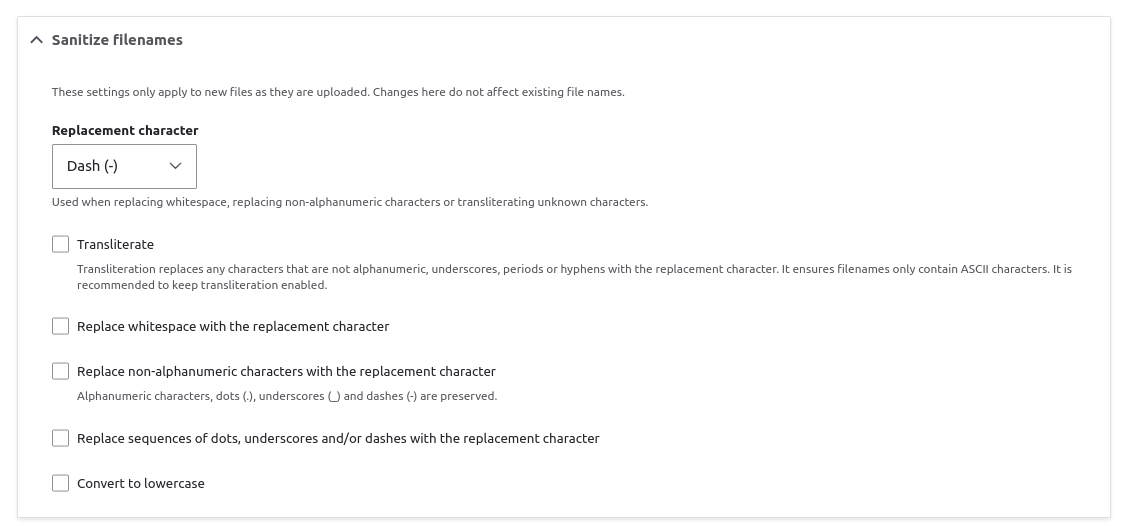 Sanitize filenames
These settings only apply to new files as they are uploaded. Changes here do not affect existing file names.
Replacement character
Dash (-)
Used when replacing whitespace, replacing non-alphanumeric characters or transliterating unknown characters.
Transliterate
Transliteration replaces any characters that are not alphanumeric, underscores, periods or hyphens with the replacement character. It ensures filenames only contain ASCII characters. It is
recommended to keep transliteration enabled.
Replace whitespace with the replacement character
Replace non-alphanumeric characters with the replacement character
Alphanumeric characters, dots (.), underscores (_) and dashes (-) are preserved.
Replace sequences of dots, underscores and/or dashes with the replacement character
Convert to lowercase